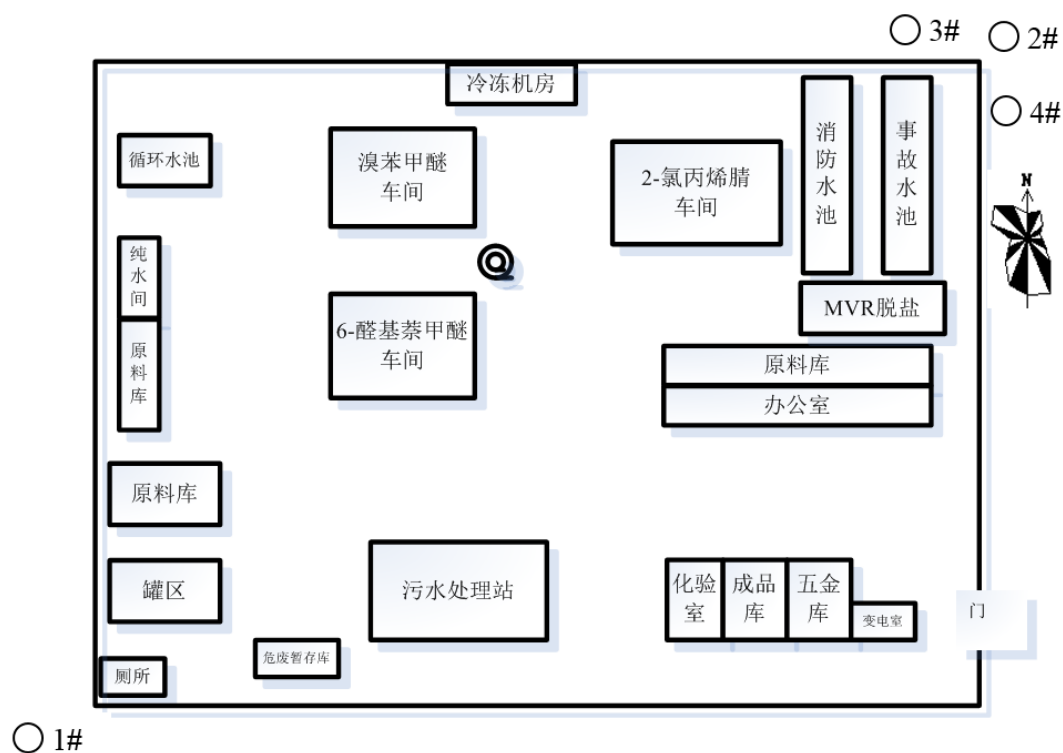 3#
2#
4#
冷冻机房
循环水池
溴苯甲醚
车间
2-氯丙烯腈
车间
消
防
水
池
事
故
水
池
N
纯
水
间
原
料
库
6-醛基萘甲醚
车间
MVR脱盐
原料库
办公室
原料库
罐区
污水处理站
化验
室
成品
库
五金
库
变电室
门
危废暂存库
厕所
1#